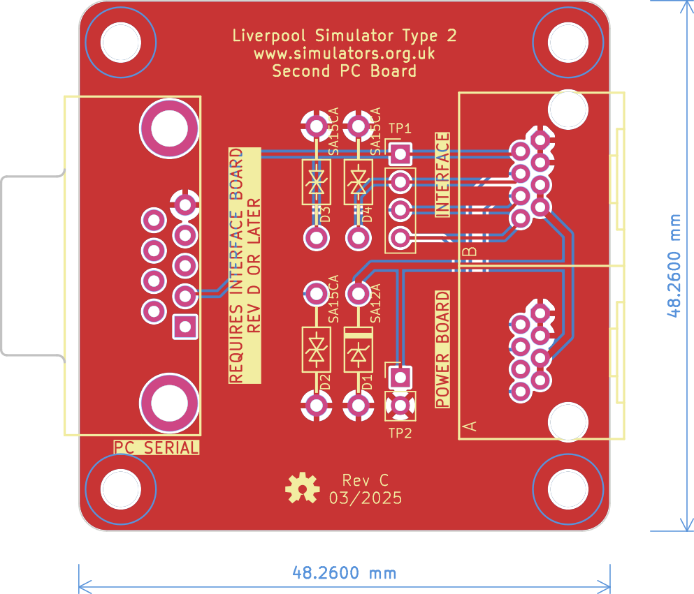 Liverpool Simulator Type 2
www.simulators.org.uk
Second PC Board
SA15CA
SA15CA
TP1
INTERFACE
REQUIRES INTERFACE BOARD
REV D OR LATER
D3
D4
B
48.2600 mm
SA15CA
SA12A
POWER BOARD
D2
D1
TP2
A
PC SERIAL
Rev C
03/2025
48.2600 mm